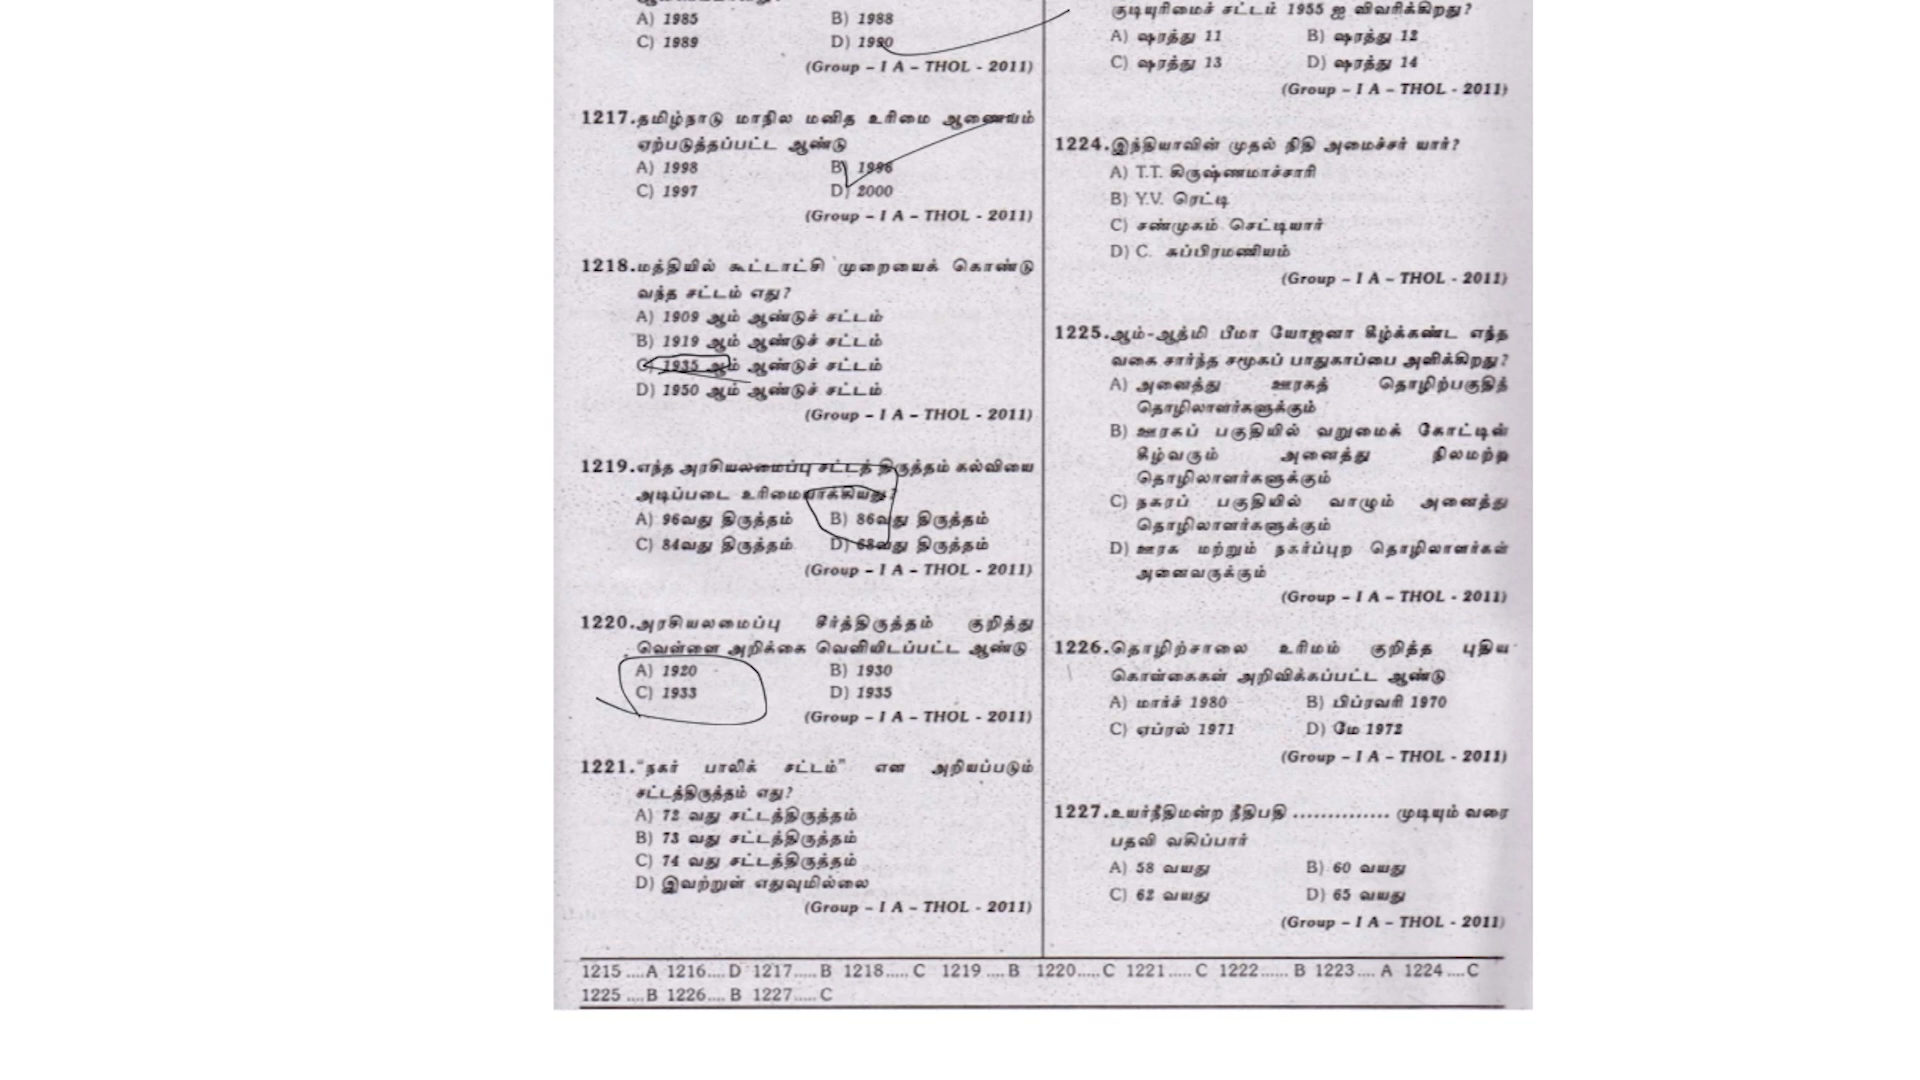 A) 1985 B) 1988
C) 1989 D) 1990
(Group – I A – THOL - 2011)
1217.தமிழ்நாடு மாநில மனித உரிமை ஆணையம்
ஏற்படுத்தப்பட்ட ஆண்டு
A) 1998 B) 1996
C) 1997 D) 2000
(Group – I A – THOL - 2011)
1218.மத்தியில் கூட்டாட்சி முறையைக் கொண்டு
வந்த சட்டம் எது?
A) 1909 ஆம் ஆண்டுச் சட்டம்
B) 1919 ஆம் ஆண்டுச் சட்டம்
C) 1935 ஆம் ஆண்டுச் சட்டம்
D) 1950 ஆம் ஆண்டுச் சட்டம்
(Group – I A – THOL - 2011)
1219.எந்த அரசியலமைப்பு சட்டத் திருத்தம் கல்வியை
அடிப்படை உரிமையாக்கியது?
A) 96வது திருத்தம் B) 86வது திருத்தம்
C) 84வது திருத்தம் D) 68வது திருத்தம்
(Group – I A – THOL - 2011)
1220.அரசியலமைப்பு சீர்த்திருத்தம் குறித்து
வெள்ளை அறிக்கை வெளியிடப்பட்ட ஆண்டு
A) 1920 B) 1930
C) 1933 D) 1935
(Group – I A – THOL - 2011)
1221."நகர் பாலிக் சட்டம்" என அறியப்படும்
சட்டத்திருத்தம் எது?
A) 72 வது சட்டத்திருத்தம்
B) 73 வது சட்டத்திருத்தம்
C) 74 வது சட்டத்திருத்தம்
D) இவற்றுள் எதுவுமில்லை
(Group – I A – THOL - 2011)
குடியுரிமைச் சட்டம் 1955 ஐ விவரிக்கிறது?
A) ஷரத்து 11 B) ஷரத்து 12
C) ஷரத்து 13 D) ஷரத்து 14
(Group – I A – THOL - 2011)
1224.இந்தியாவின் முதல் நிதி அமைச்சர் யார்?
A) T.T. கிருஷ்ணமாச்சாரி
B) Y.V. ரெட்டி
C) சண்முகம் செட்டியார்
D) C. சுப்பிரமணியம்
(Group – I A – THOL - 2011)
1225.ஆம்-ஆத்மி பீமா யோஜனா கீழ்க்கண்ட எந்த
வகை சார்ந்த சமூகப் பாதுகாப்பை அளிக்கிறது?
A) அனைத்து ஊரகத் தொழிற்பகுதித்
தொழிலாளர்களுக்கும்
B) ஊரகப் பகுதியில் வறுமைக் கோட்டின்
கீழ்வரும் அனைத்து நிலமற்ற
தொழிலாளர்களுக்கும்
C) நகரப் பகுதியில் வாழும் அனைத்து
தொழிலாளர்களுக்கும்
D) ஊரக மற்றும் நகர்ப்புற தொழிலாளர்கள்
அனைவருக்கும்
(Group – I A – THOL - 2011)
1226.தொழிற்சாலை உரிமம் குறித்த புதிய
கொள்கைகள் அறிவிக்கப்பட்ட ஆண்டு
A) மார்ச் 1980 B) பிப்ரவரி 1970
C) ஏப்ரல் 1971 D) மே 1972
(Group – I A – THOL - 2011)
1227.உயர்நீதிமன்ற நீதிபதி .............. முடியும் வரை
பதவி வகிப்பார்
A) 58 வயது B) 60 வயது
C) 62 வயது D) 65 வயது
(Group – I A – THOL - 2011)
1215 ....A 1216.... D 1217..... B 1218..... C 1219 .... B 1220..... C 1221 ..... C 1222...... B 1223.... A 1224 ....C
1225 ....B 1226.... B 1227..... C